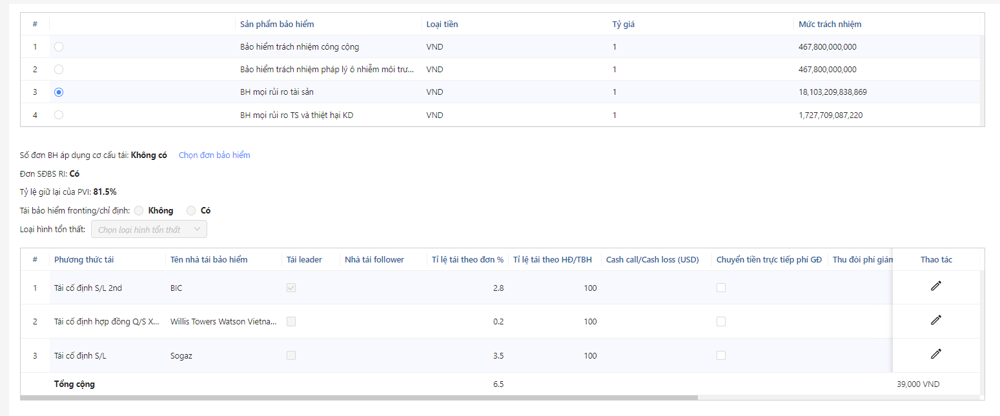 # Sản phẩm bảo hiểm Loại tiền Tỷ giá Mức trách nhiệm
1 Bảo hiểm trách nhiệm công cộng VND 1 467,800,000,000
2 Bảo hiểm trách nhiệm pháp lý ô nhiễm môi trư... VND 1 467,800,000,000
3 BH mọi rủi ro tài sản VND 1 18,103,209,838,869
4 BH mọi rủi ro TS và thiệt hại KD VND 1 1,727,709,087,220
Số đơn BH áp dụng cơ cấu tái: Không có Chọn đơn bảo hiểm
Đơn SĐBS RI: Có
Tỷ lệ giữ lại của PVI: 81.5%
Tái bảo hiểm fronting/chỉ định: Không Có
Loại hình tổn thất: Chọn loại hình tổn thất
# Phương thức tái Tên nhà tái bảo hiểm Tái leader Nhà tái follower Tỉ lệ tái theo đơn % Tỉ lệ tái theo HĐ/TBH Cash call/Cash loss (USD) Chuyển tiền trực tiếp phí GĐ Thu đòi phí giám Thao tác
1 Tái cố định S/L 2nd BIC 2.8 100
2 Tái cố định hợp đồng Q/S X... Willis Towers Watson Vietna... 0.2 100
3 Tái cố định S/L Sogaz 3.5 100
Tổng cộng 6.5 39,000 VND